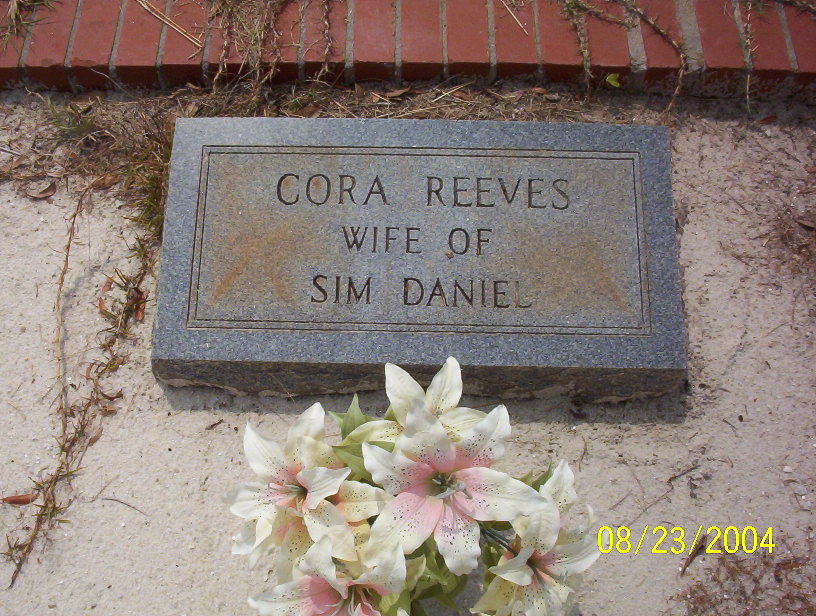 CORA REEVES
WIFE OF
SIM DANIEL
08/23/2004